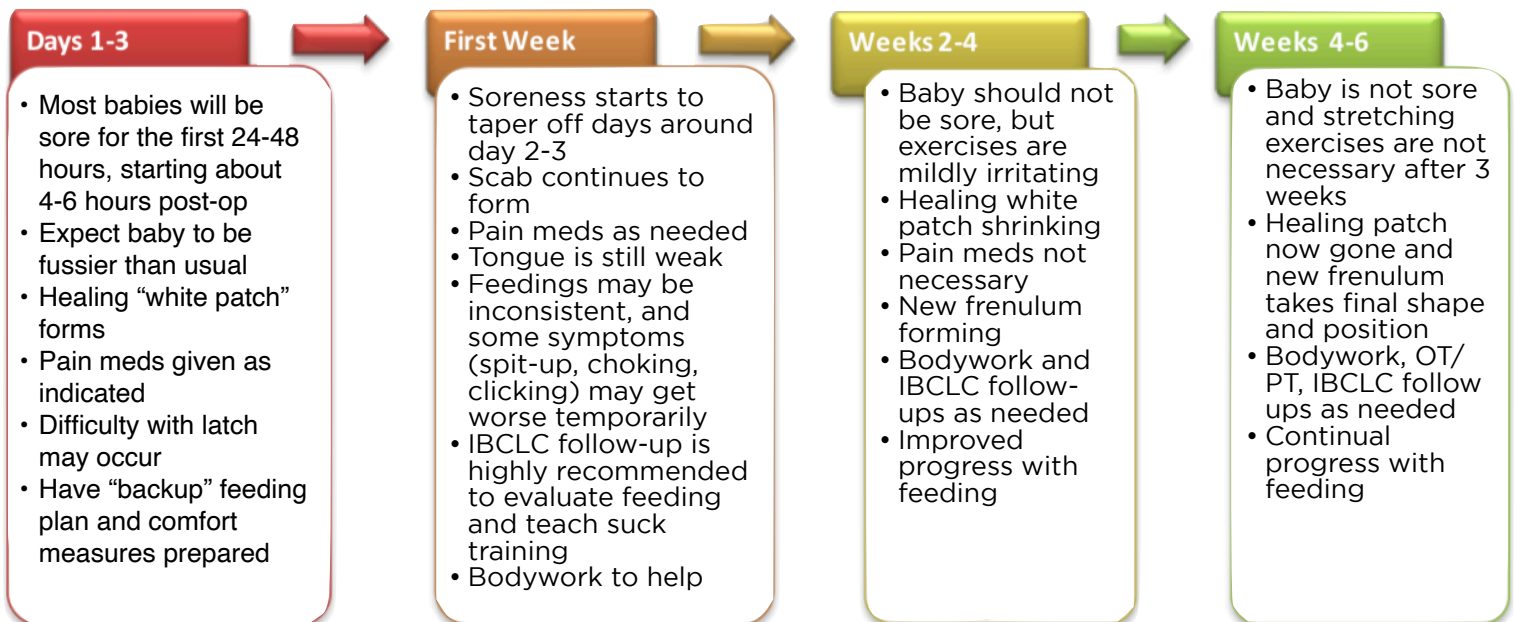 Days 1-3
• Most babies will be
sore for the first 24-48
hours, starting about
4-6 hours post-op
• Expect baby to be
fussier than usual
• Healing “white patch”
forms
• Pain meds given as
indicated
• Difficulty with latch
may occur
• Have “backup” feeding
plan and comfort
measures prepared
First Week
• Soreness starts to
taper off days around
day 2-3
• Scab continues to
form
• Pain meds as needed
• Tongue is still weak
• Feedings may be
inconsistent, and
some symptoms
(spit-up, choking,
clicking) may get
worse temporarily
• IBCLC follow-up is
highly recommended
to evaluate feeding
and teach suck
training
• Bodywork to help
Weeks 2-4
• Baby should not
be sore, but
exercises are
mildly irritating
• Healing white
patch shrinking
• Pain meds not
necessary
• New frenulum
forming
• Bodywork and
IBCLC follow-
ups as needed
• Improved
progress with
feeding
Weeks 4-6
• Baby is not sore
and stretching
exercises are not
necessary after 3
weeks
• Healing patch
now gone and
new frenulum
takes final shape
and position
• Bodywork, OT/
PT, IBCLC follow
ups as needed
• Continual
progress with
feeding